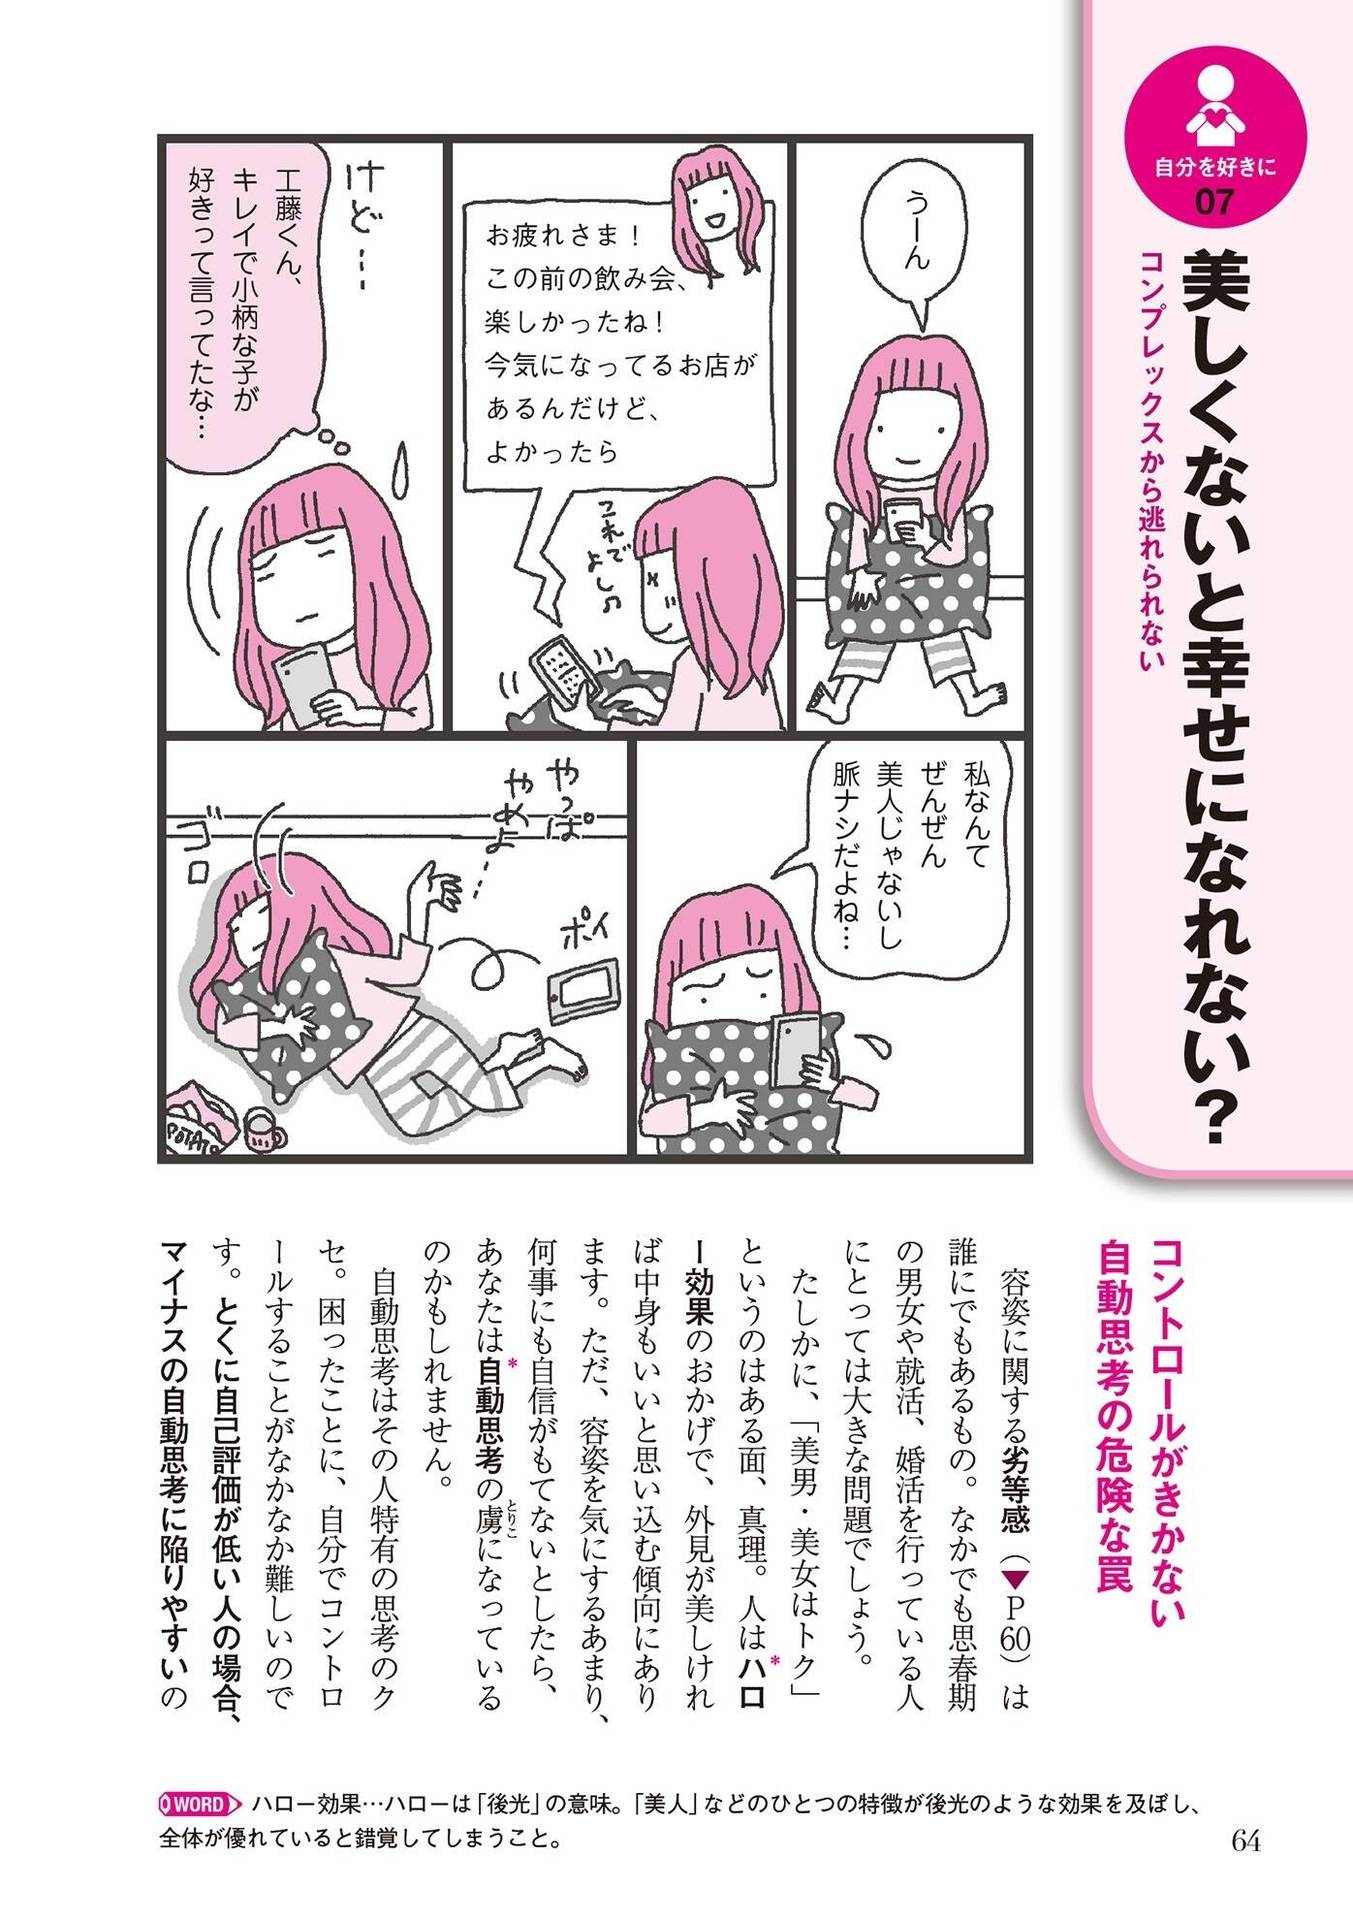 自分を好きに
07
美しくないと幸せになれない?
コンプレックスから逃れられない
うーん
お疲れさま!
この前の飲み会、
楽しかったね!
今気になってるお店が
あるんだけど、
よかったら
これで
よし♪
けど…
工藤くん、
キレイで小柄な子が
好きって言ってたな…
私なんて
ぜんぜん
美人じゃないし
脈ナシだよね…
やっぱ
やめよ…
ポイ
ゴロ
POTATO
コントロールがきかない
自動思考の危険な罠
容姿に関する劣等感(▼P60)は
誰にでもあるもの。なかでも思春期
の男女や就活、婚活を行っている人
にとっては大きな問題でしょう。
たしかに、「美男・美女はトク」
というのはある面、真理。人はハロ
ー効果のおかげで、外見が美しけれ
ば中身もいいと思い込む傾向にあり
ます。ただ、容姿を気にするあまり、
何事にも自信がもてないとしたら、
あなたは*自動思考の虜になっている
とりこ
のかもしれません。
自動思考はその人特有の思考のク
セ。困ったことに、自分でコントロ
ールすることがなかなか難しいので
す。とくに自己評価が低い人の場合、
マイナスの自動思考に陥りやすいの
WORD ハロー効果…ハローは「後光」の意味。「美人」などのひとつの特徴が後光のような効果を及ぼし、
全体が優れていると錯覚してしまうこと。
64